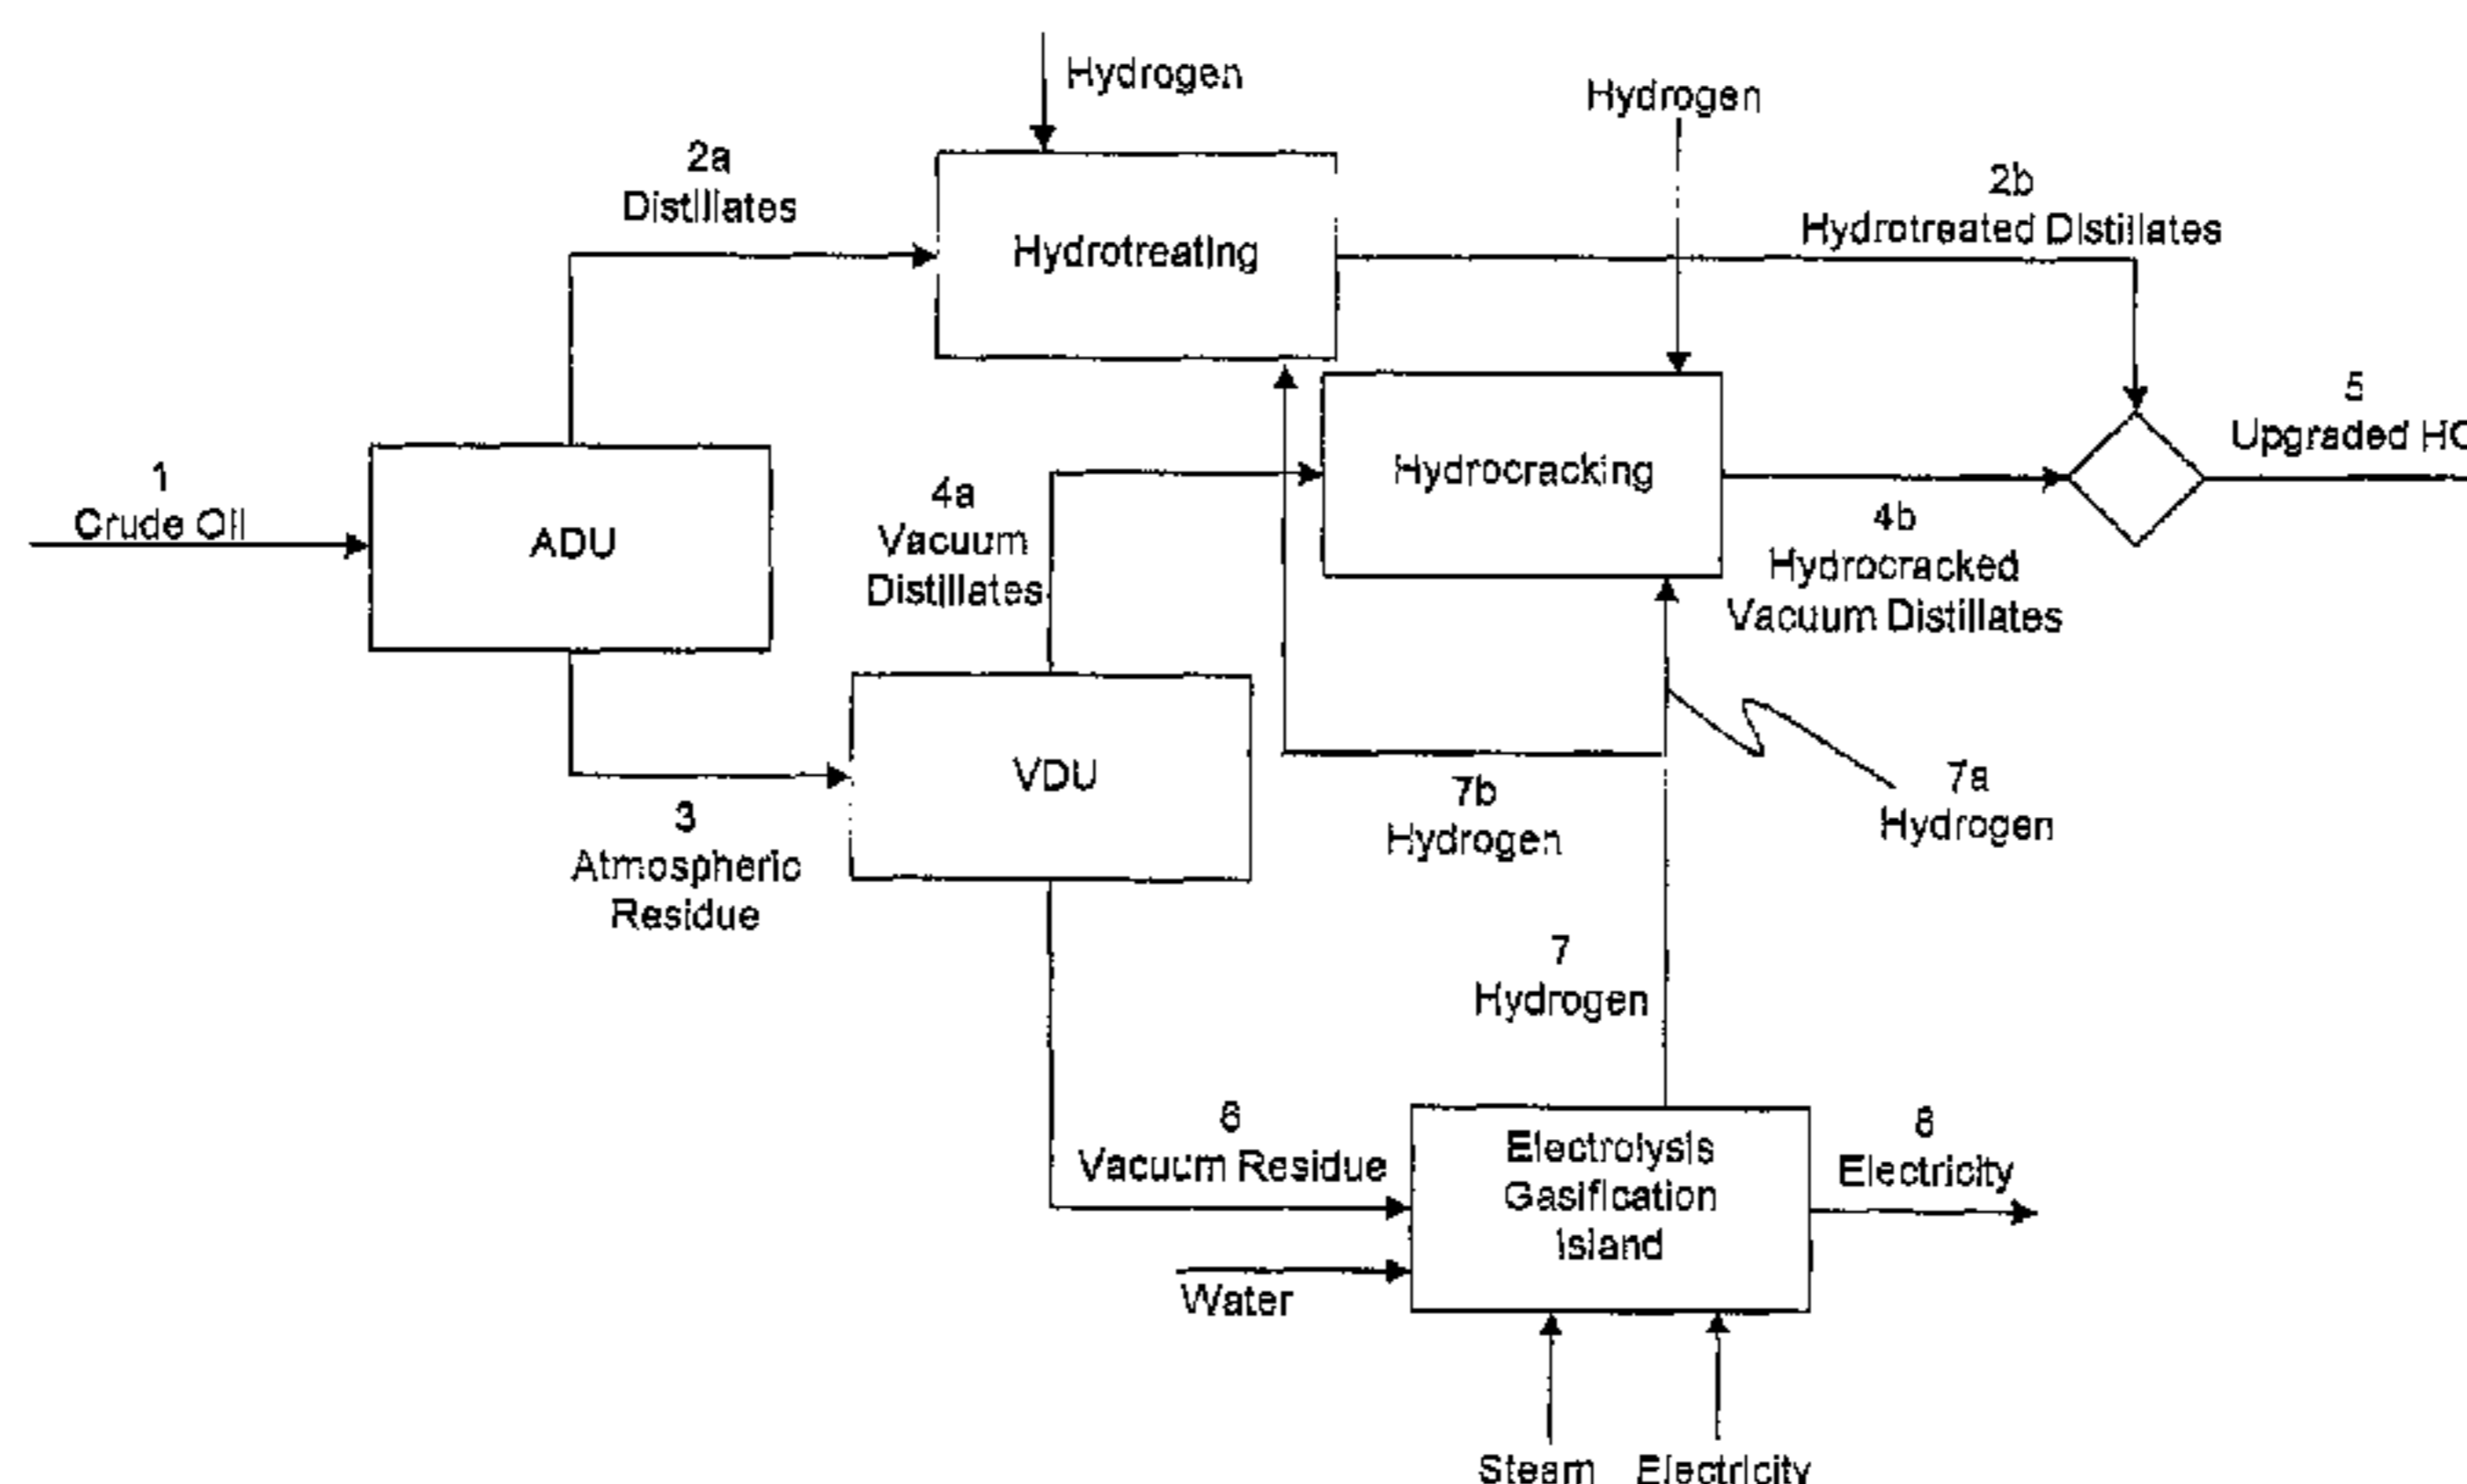 Hydrogen
Hydrogen
2a
Distillates
2b
Hydrotreated Distillates
Hydrotreating
5
Upgraded HC
1
Crude Oil
ADU
4a
Vacuum
Distillates
Hydrocracking
4b
Hydrocracked
Vacuum Distillates
VDU
3
Atmospheric
Residue
7b
Hydrogen
7a
Hydrogen
7
Hydrogen
6
Vacuum Residue
Electrolysis
Gasification
Island
8
Electricity
Water
Steam
Electricity